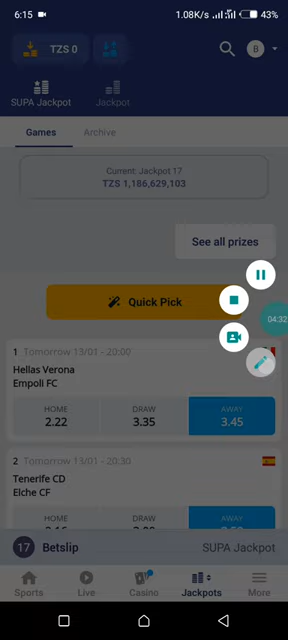 6:15 1.08K/s 43%
TZS 0 B
SUPA Jackpot Jackpot
Games Archive
Current: Jackpot 17
TZS 1,186,629,103
See all prizes
Quick Pick
04:32
1 Tomorrow 13/01 - 20:00
Hellas Verona
Empoli FC
HOME DRAW AWAY
2.22 3.35 3.45
2 Tomorrow 13/01 - 20:30
Tenerife CD
Elche CF
HOME DRAW AWAY
17 Betslip SUPA Jackpot
Sports Live Casino Jackpots More